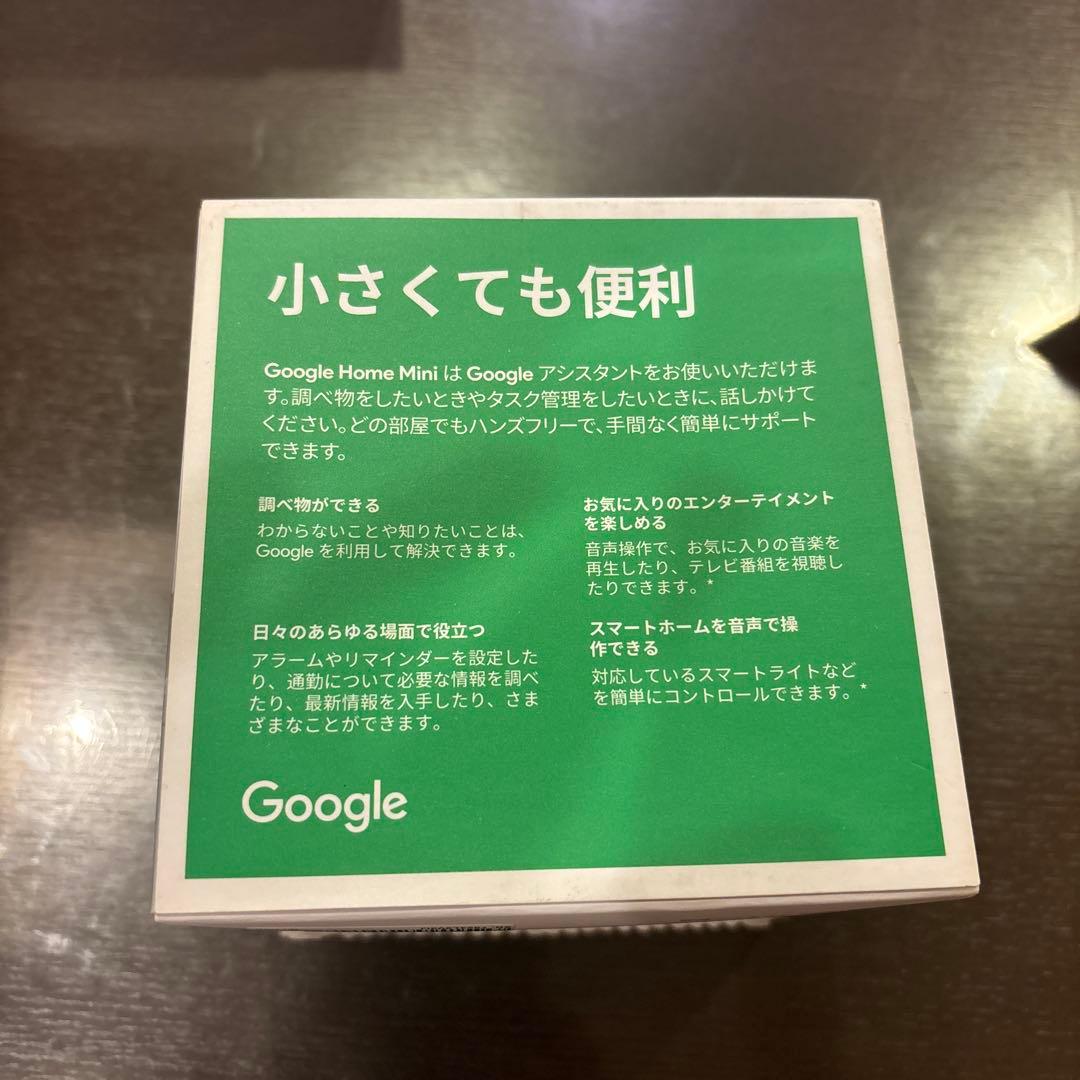 小さくても便利
Google Home Mini は Google アシスタントをお使いいただけま
す。調べ物をしたいときやタスク管理をしたいときに、話しかけて
ください。どの部屋でもハンズフリーで、手間なく簡単にサポート
できます。
調べ物ができる
わからないことや知りたいことは、
Google を利用して解決できます。
お気に入りのエンターテイメント
を楽しめる
音声操作で、お気に入りの音楽を
再生したり、テレビ番組を視聴し
たりできます。*
日々のあらゆる場面で役立つ
アラームやリマインダーを設定した
り、通勤について必要な情報を調べ
たり、最新情報を入手したり、さま
ざまなことができます。
スマートホームを音声で操
作できる
対応しているスマートライトなど
を簡単にコントロールできます。*
Google